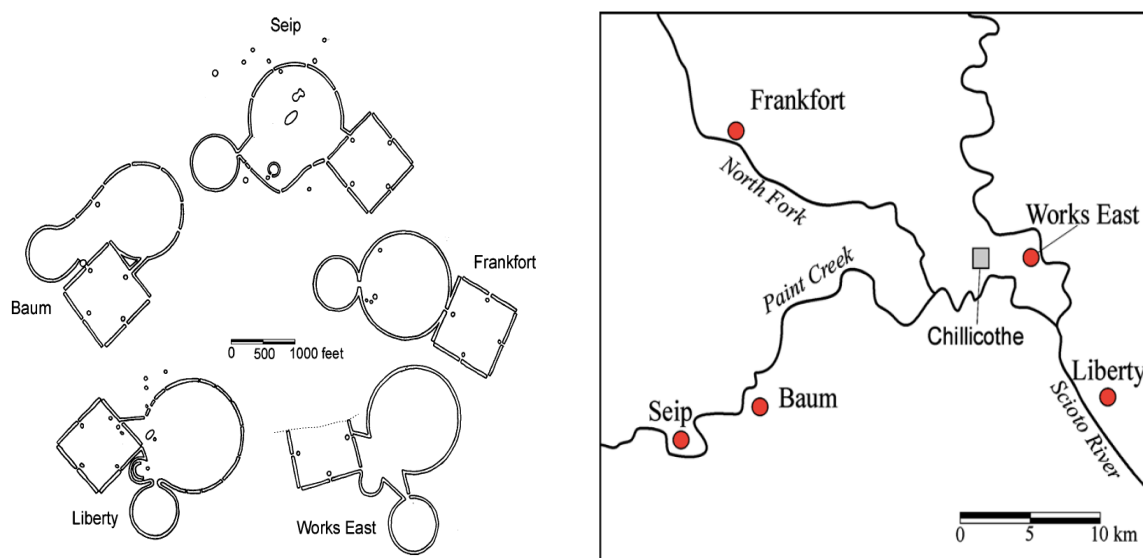 Seip
Baum
Frankfort
0 500 1000 feet
Liberty
Works East
Frankfort
North Fork
Works East
Paint Creek
Chillicothe
Liberty
Seip
Baum
Scioto River
0 5 10 km